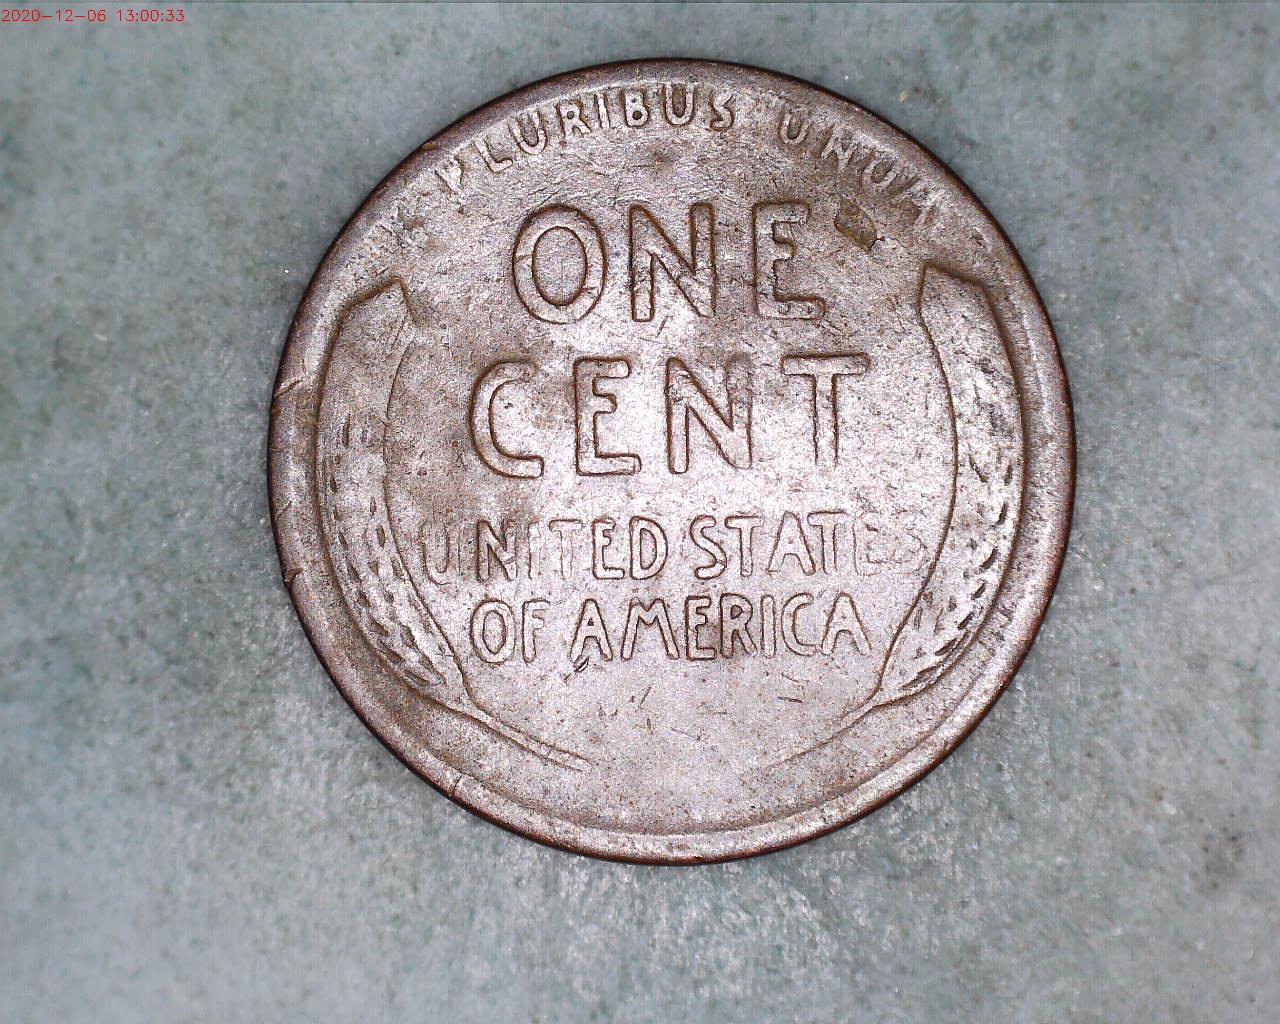 2020-12-06 13:00:33
PLURIBUS UNUM
ONE
CENT
UNITED STATES
OF AMERICA